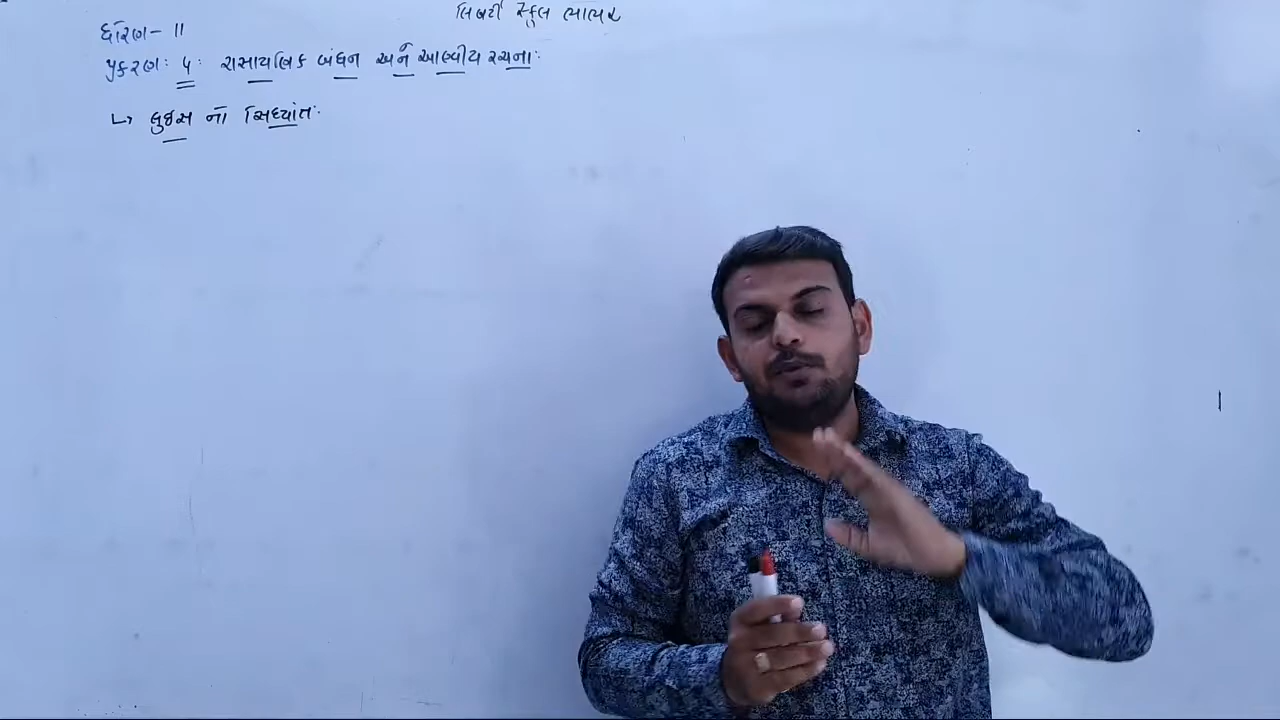 લિબર્ટી સ્કૂલ ભાભર
ધોરણ- 11
પ્રકરણ: 4: રાસાયણિક બંધન અને આણ્વીય રચના:
↳ લુઈસ નો સિધ્ધાંત: